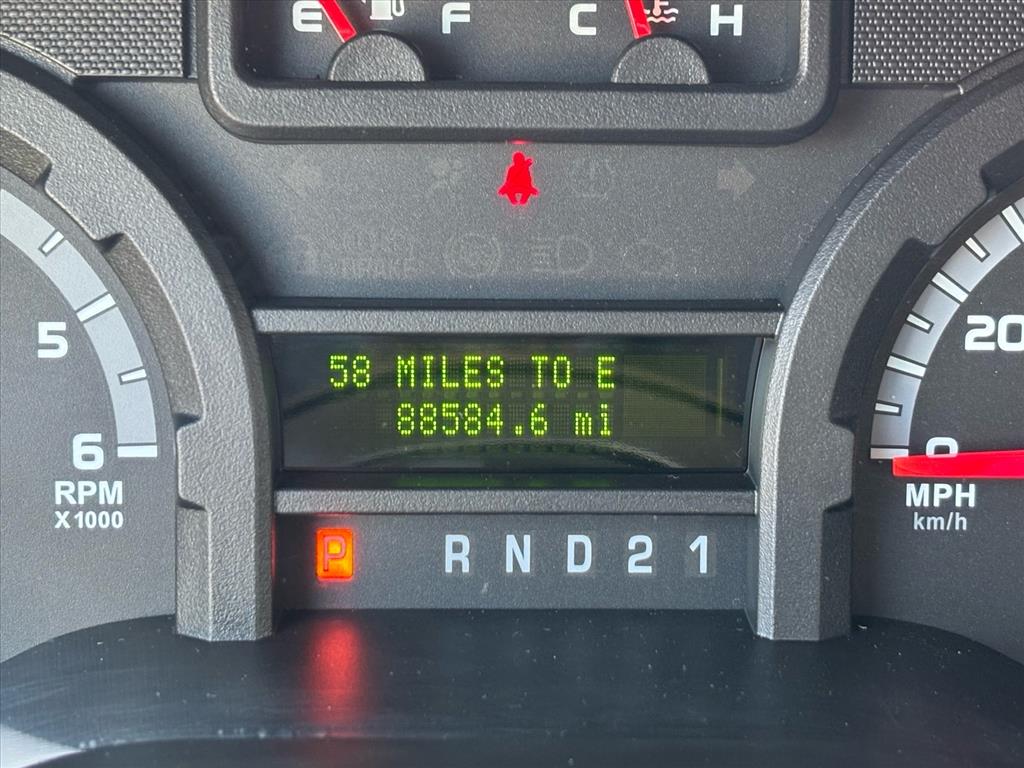 E F C H
58 MILES TO E
88584.6 mi
5
6
RPM
X1000
20
0
MPH
km/h
P R N D 2 1